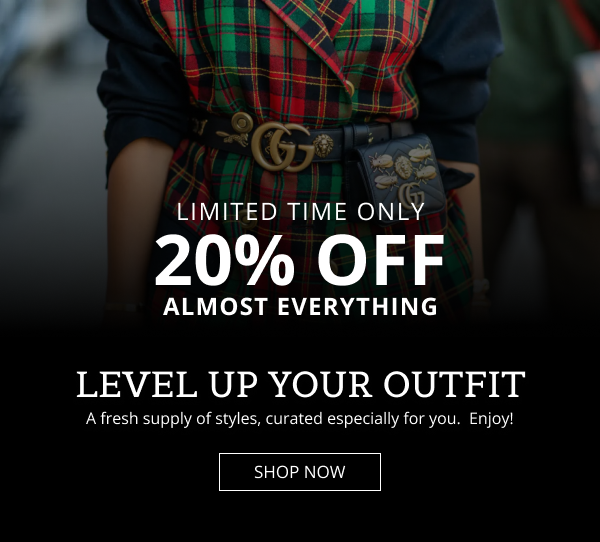 LIMITED TIME ONLY
20% OFF
ALMOST EVERYTHING
LEVEL UP YOUR OUTFIT
A fresh supply of styles, curated especially for you.  Enjoy!
SHOP NOW